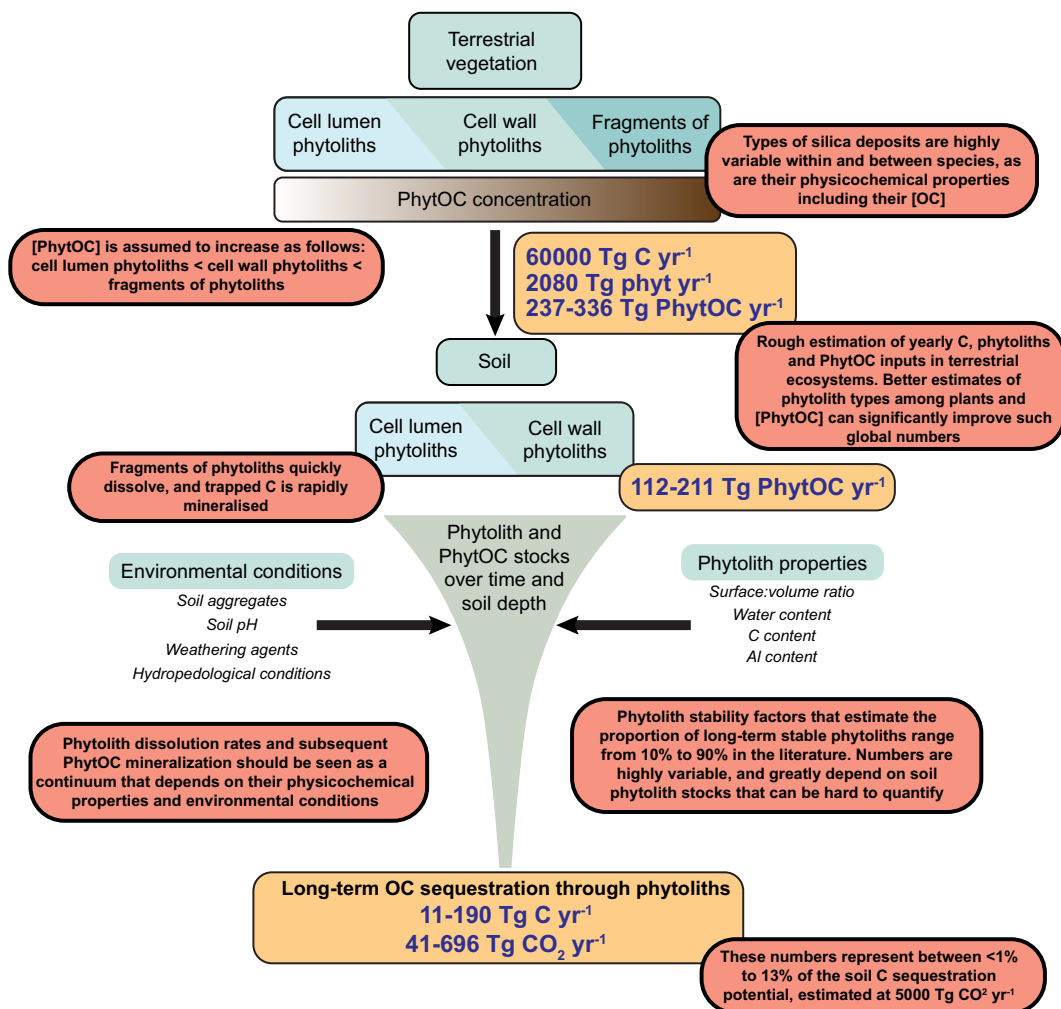 Terrestrial
vegetation
Cell lumen
phytoliths
Cell wall
phytoliths
Fragments of
phytoliths
PhytOC concentration
Types of silica deposits are highly
variable within and between species, as
are their physicochemical properties
including their [OC]
[PhytOC] is assumed to increase as follows:
cell lumen phytoliths < cell wall phytoliths <
fragments of phytoliths
60000 Tg C yr⁻¹
2080 Tg phyt yr⁻¹
237-336 Tg PhytOC yr⁻¹
Rough estimation of yearly C, phytoliths
and PhytOC inputs in terrestrial
ecosystems. Better estimates of
phytolith types among plants and
[PhytOC] can significantly improve such
global numbers
Soil
Cell lumen
phytoliths
Cell wall
phytoliths
Fragments of phytoliths quickly
dissolve, and trapped C is rapidly
mineralised
112-211 Tg PhytOC yr⁻¹
Phytolith and
PhytOC stocks
over time and
soil depth
Environmental conditions
Soil aggregates
Soil pH
Weathering agents
Hydropedological conditions
Phytolith properties
Surface:volume ratio
Water content
C content
Al content
Phytolith dissolution rates and subsequent
PhytOC mineralization should be seen as a
continuum that depends on their physicochemical
properties and environmental conditions
Phytolith stability factors that estimate the
proportion of long-term stable phytoliths range
from 10% to 90% in the literature. Numbers are
highly variable, and greatly depend on soil
phytolith stocks that can be hard to quantify
Long-term OC sequestration through phytoliths
11-190 Tg C yr⁻¹
41-696 Tg CO₂ yr⁻¹
These numbers represent between <1%
to 13% of the soil C sequestration
potential, estimated at 5000 Tg CO² yr⁻¹